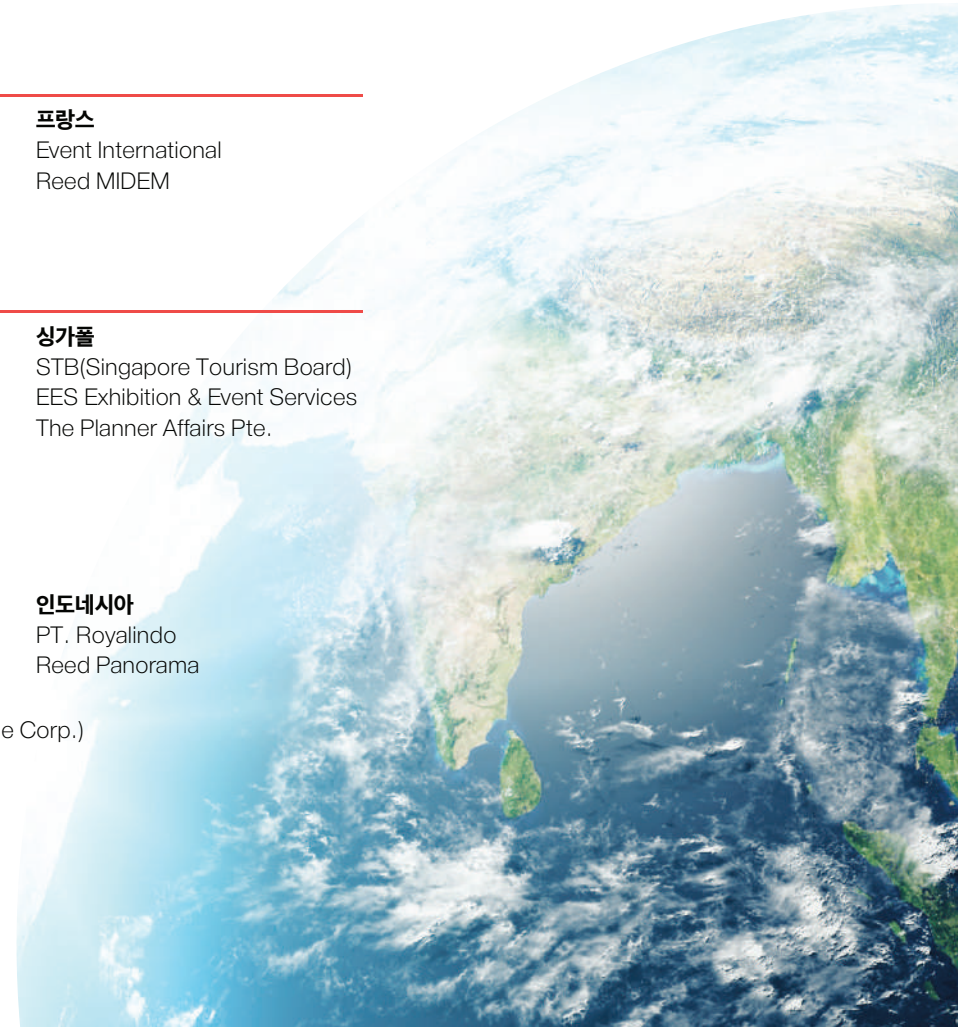 프랑스
Event International
Reed MIDEM
싱가폴
STB(Singapore Tourism Board)
EES Exhibition & Event Services
The Planner Affairs Pte.
인도네시아
PT. Royalindo
Reed Panorama
e Corp.)